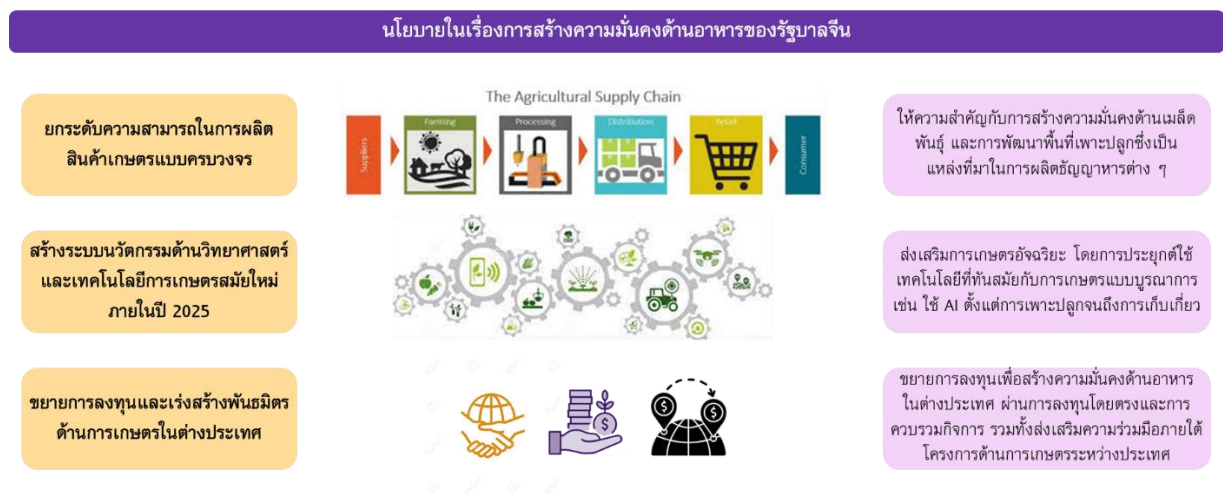 นโยบายในเรื่องการสร้างความมั่นคงด้านอาหารของรัฐบาลจีน
ยกระดับความสามารถในการผลิต
สินค้าเกษตรแบบครบวงจร
The Agricultural Supply Chain
Suppliers
Farming
Processing
Distribution
Retail
Consumer
ให้ความสำคัญกับการสร้างความมั่นคงด้านเมล็ด
พันธุ์ และการพัฒนาพื้นที่เพาะปลูกซึ่งเป็น
แหล่งที่มาในการผลิตธัญญาหารต่าง ๆ
สร้างระบบนวัตกรรมด้านวิทยาศาสตร์
และเทคโนโลยีการเกษตรสมัยใหม่
ภายในปี 2025
ส่งเสริมการเกษตรอัจฉริยะ โดยการประยุกต์ใช้
เทคโนโลยีที่ทันสมัยกับการเกษตรแบบบูรณาการ
เช่น ใช้ AI ตั้งแต่การเพาะปลูกจนถึงการเก็บเกี่ยว
ขยายการลงทุนและเร่งสร้างพันธมิตร
ด้านการเกษตรในต่างประเทศ
ขยายการลงทุนเพื่อสร้างความมั่นคงด้านอาหาร
ในต่างประเทศ ผ่านการลงทุนโดยตรงและการ
ควบรวมกิจการ รวมทั้งส่งเสริมความร่วมมือภายใต้
โครงการด้านการเกษตรระหว่างประเทศ